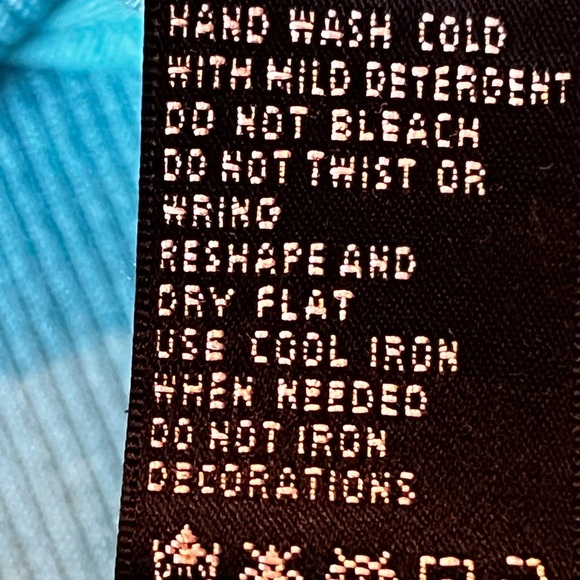 HAND WASH COLD
WITH MILD DETERGENT
DO NOT BLEACH
DO NOT TWIST OR
WRING
RESHAPE AND
DRY FLAT
USE COOL IRON
WHEN NEEDED
DO NOT IRON
DECORATIONS